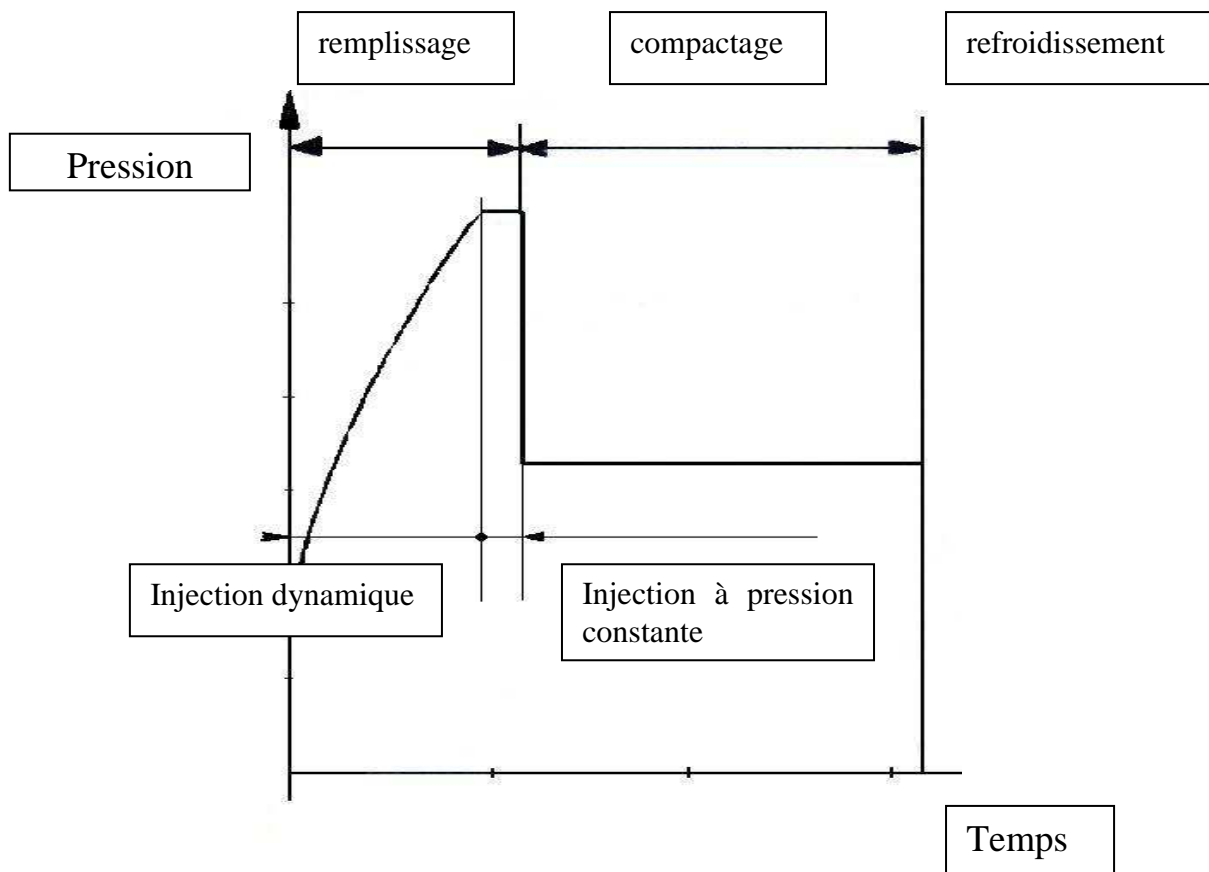 remplissage
compactage
refroidissement
Pression
Injection dynamique
Injection à pression
constante
Temps